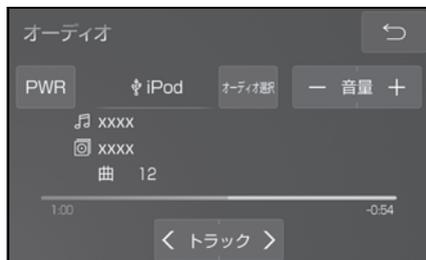 オーディオ
PWR iPod オーディオ選択 − 音量 +
xxxx
xxxx
曲 12
1:00 -0:54
< トラック >